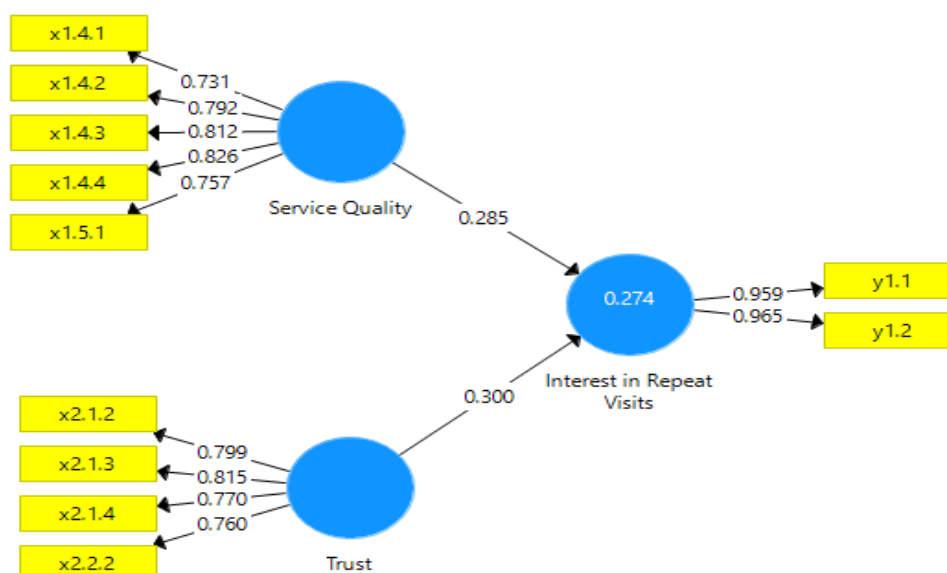 x1.4.1
x1.4.2
x1.4.3
x1.4.4
x1.5.1
0.731
0.792
0.812
0.826
0.757
Service Quality
0.285
0.274
Interest in Repeat
Visits
0.959
0.965
y1.1
y1.2
0.300
x2.1.2
x2.1.3
x2.1.4
x2.2.2
0.799
0.815
0.770
0.760
Trust